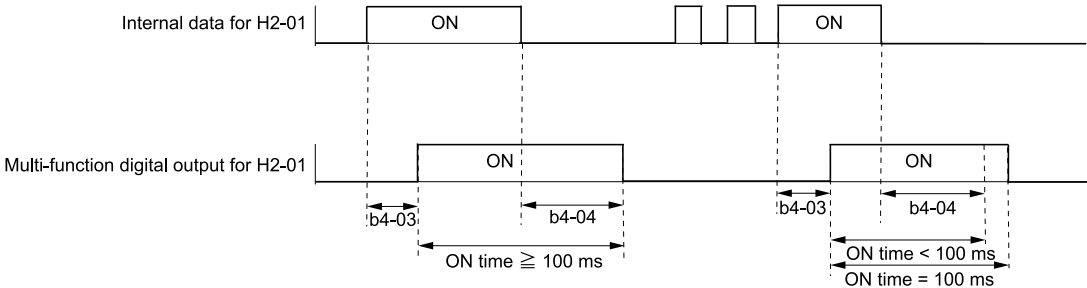 Internal data for H2-01
ON
ON
Multi-function digital output for H2-01
ON
ON
b4-03
b4-04
b4-03
b4-04
ON time ≧ 100 ms
ON time < 100 ms
ON time = 100 ms